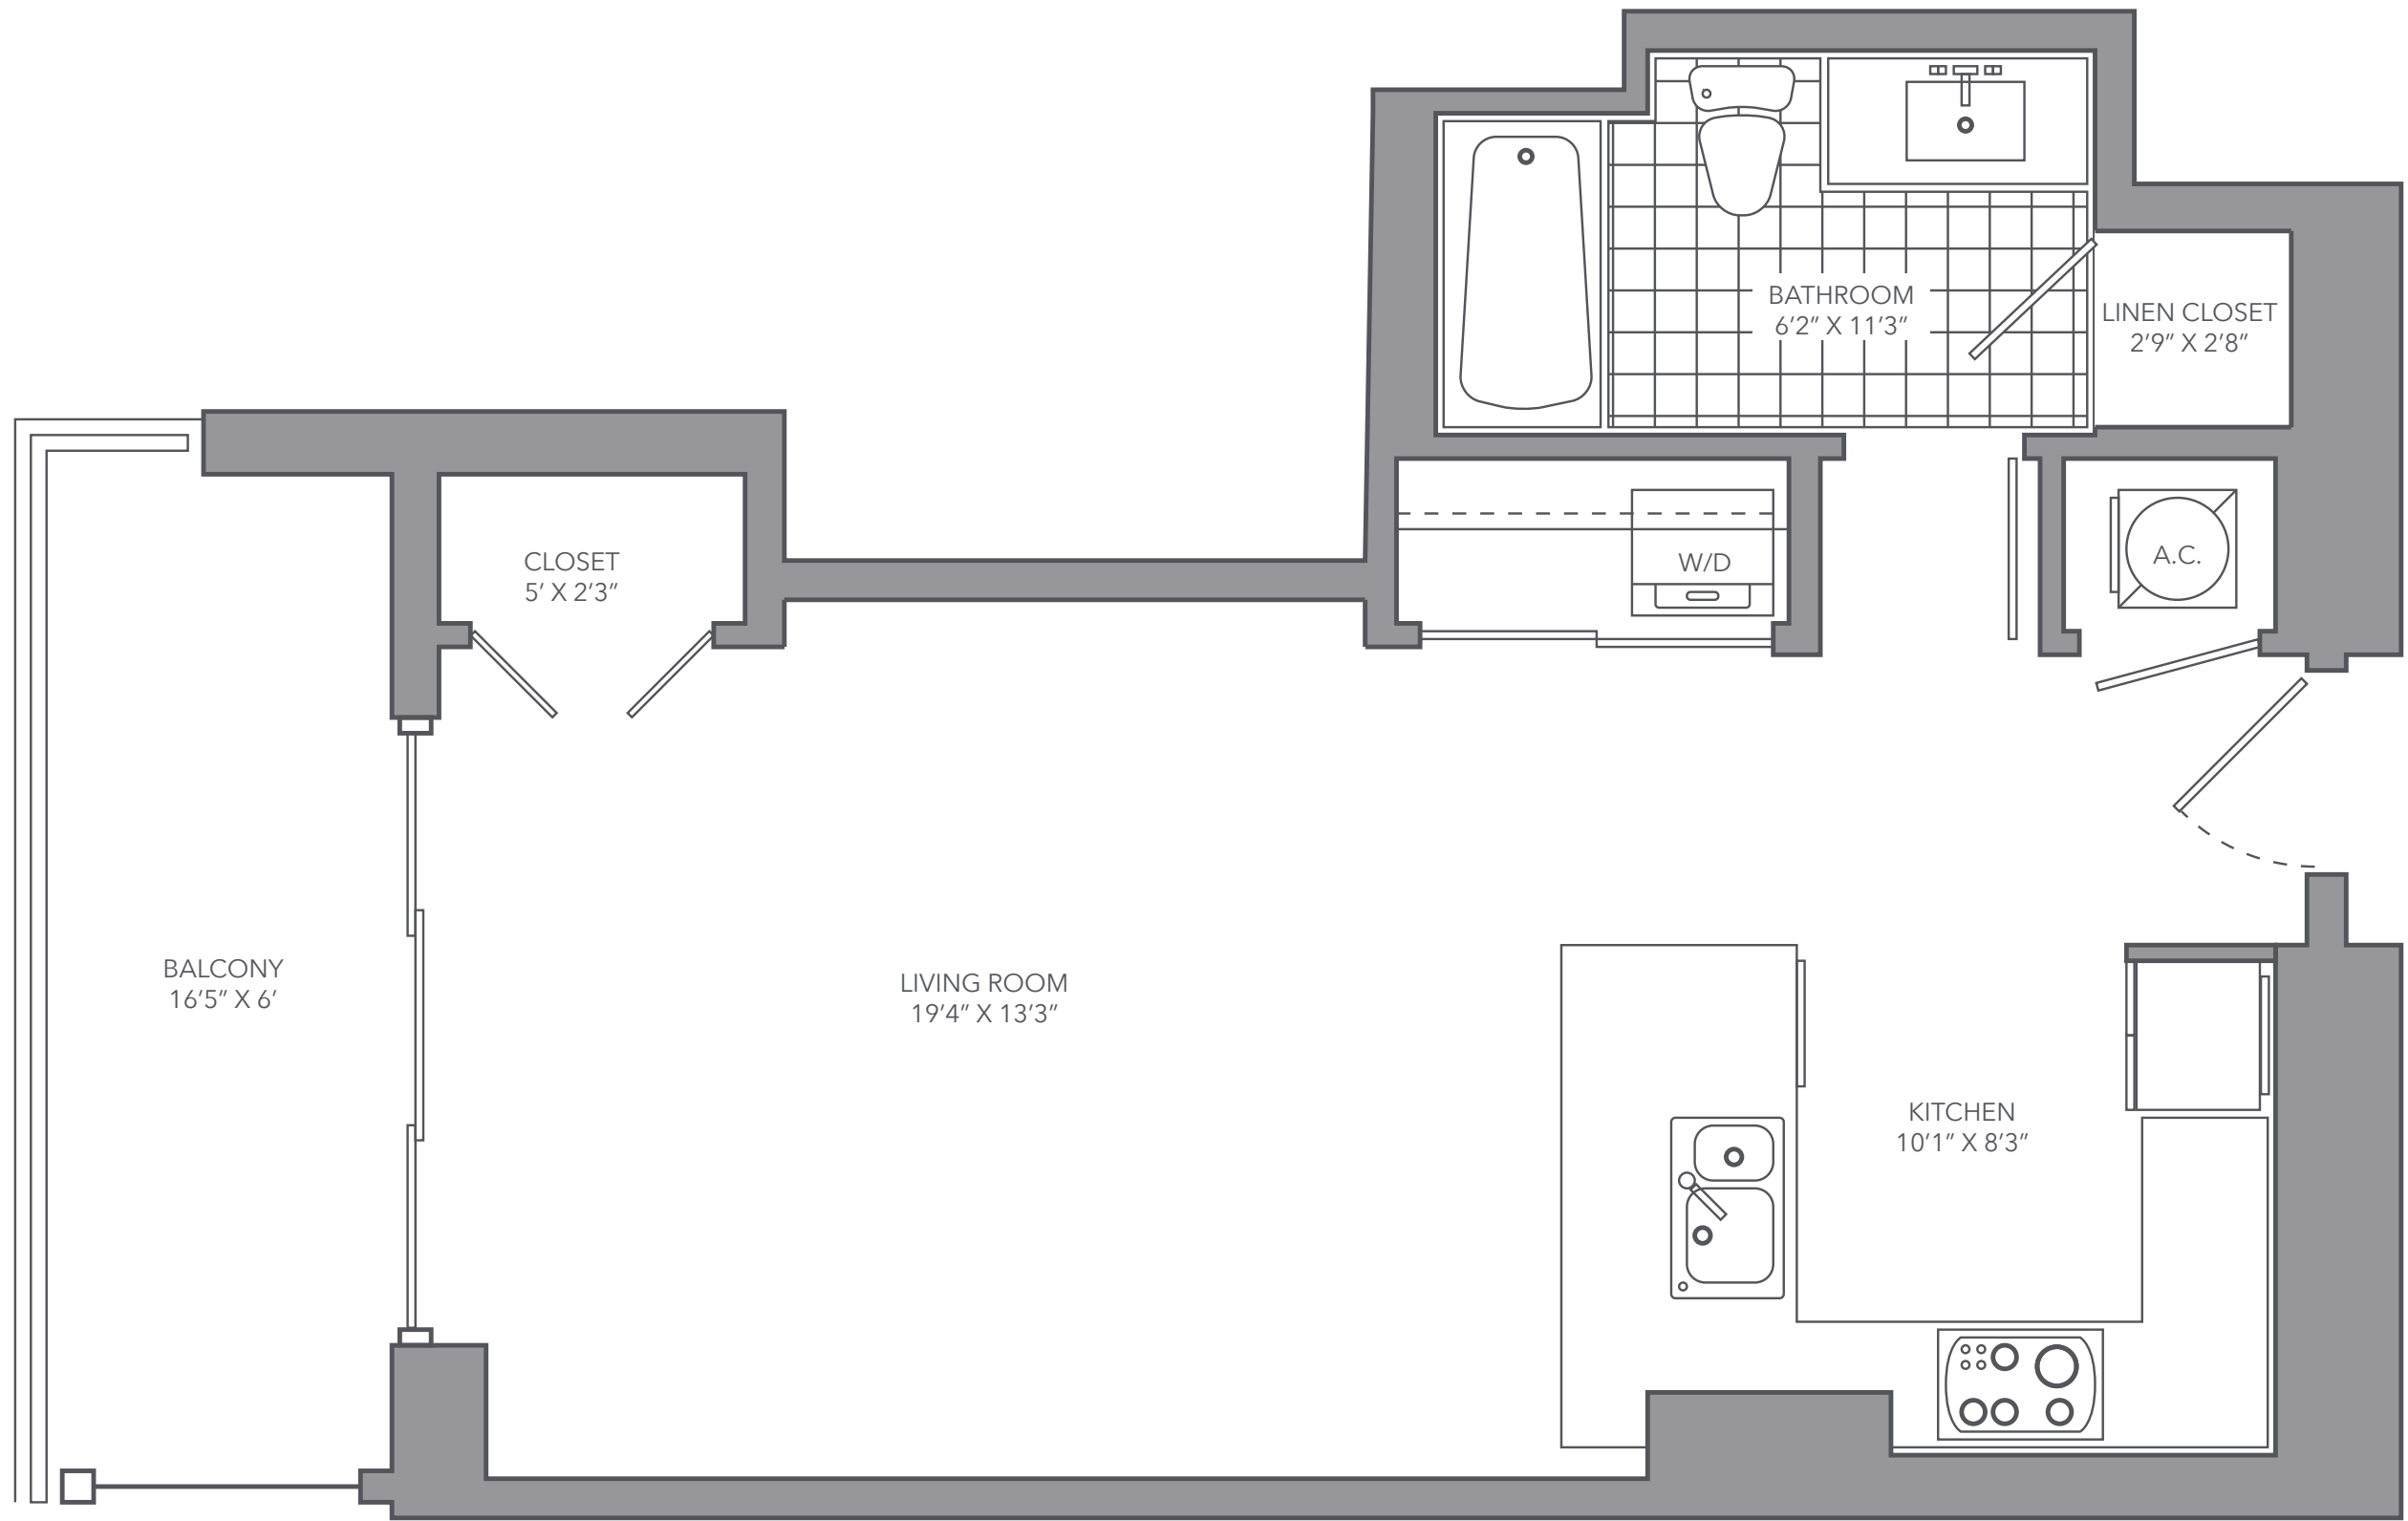 BATHROOM
6’2” X 11’3”
LINEN CLOSET
2’9” X 2’8”
CLOSET
5’ X 2’3”
W/D
A.C.
BALCONY
16’5” X 6’
LIVING ROOM
19’4” X 13’3”
KITCHEN
10’1” X 8’3”